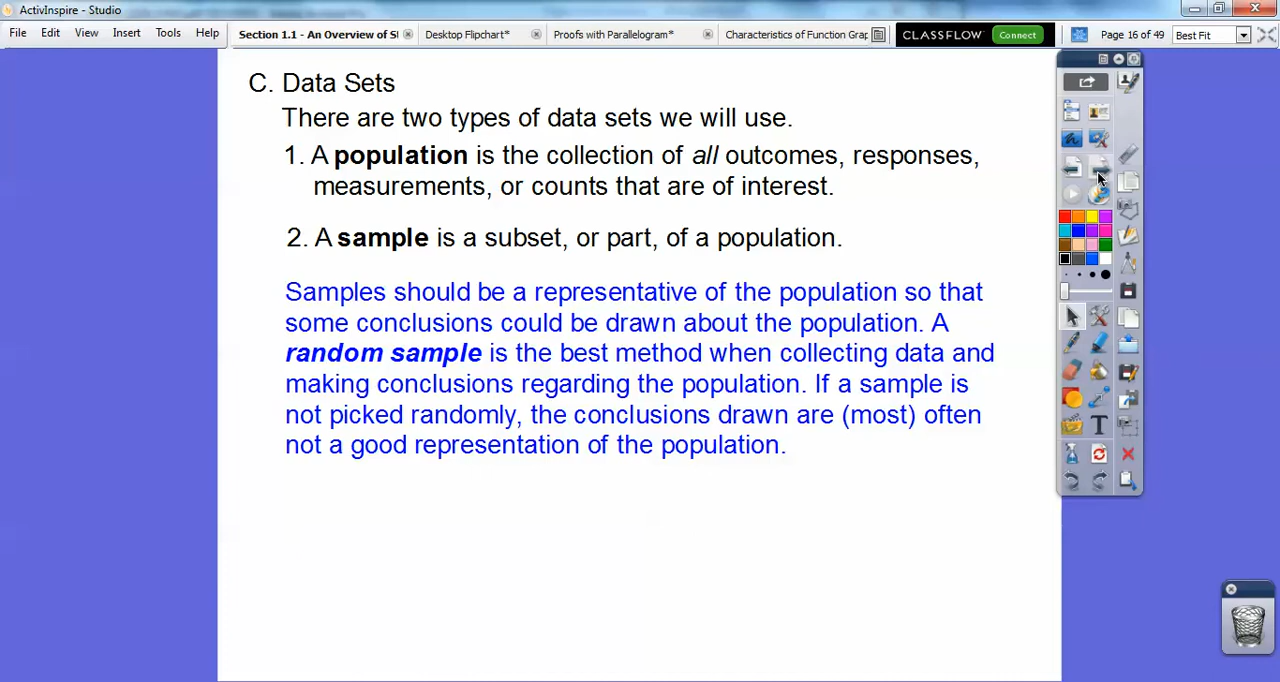 ActivInspire - Studio
File Edit View Insert Tools Help
Section 1.1 - An Overview of St
Desktop Flipchart*
Proofs with Parallelogram*
Characteristics of Function Grap
CLASSFLOW Connect
Page 16 of 49
Best Fit
C. Data Sets
There are two types of data sets we will use.
1. A population is the collection of all outcomes, responses,
measurements, or counts that are of interest.
2. A sample is a subset, or part, of a population.
Samples should be a representative of the population so that
some conclusions could be drawn about the population. A
random sample is the best method when collecting data and
making conclusions regarding the population. If a sample is
not picked randomly, the conclusions drawn are (most) often
not a good representation of the population.